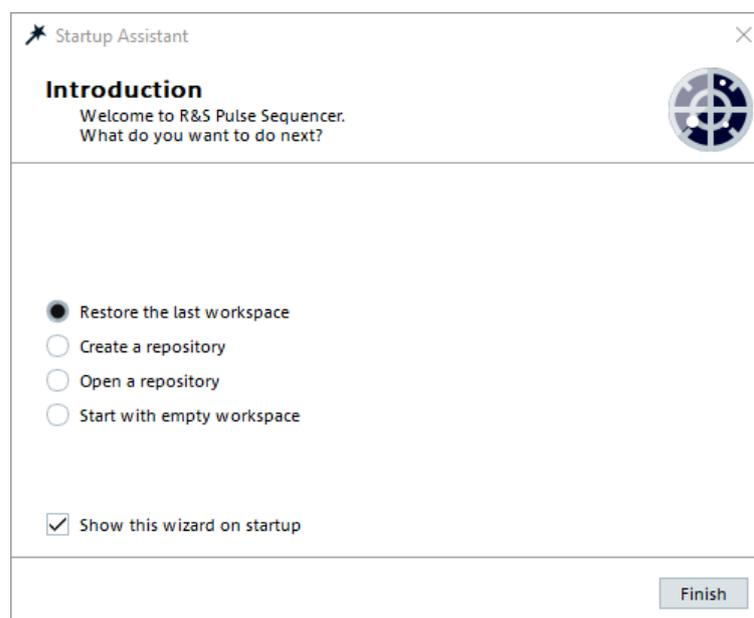 Startup Assistant
Introduction
Welcome to R&S Pulse Sequencer.
What do you want to do next?
Restore the last workspace
Create a repository
Open a repository
Start with empty workspace
Show this wizard on startup
Finish